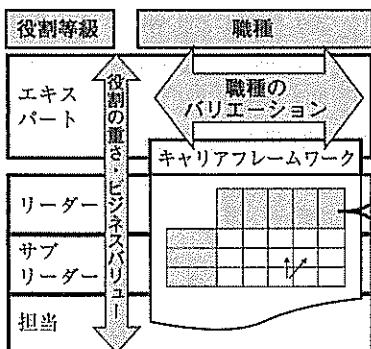 役割等級
職種
エキス
パート
役割の重さ・ビジネスバリュー
職種の
バリエーション
キャリアフレームワーク
リーダー
サブ
リーダー
担当